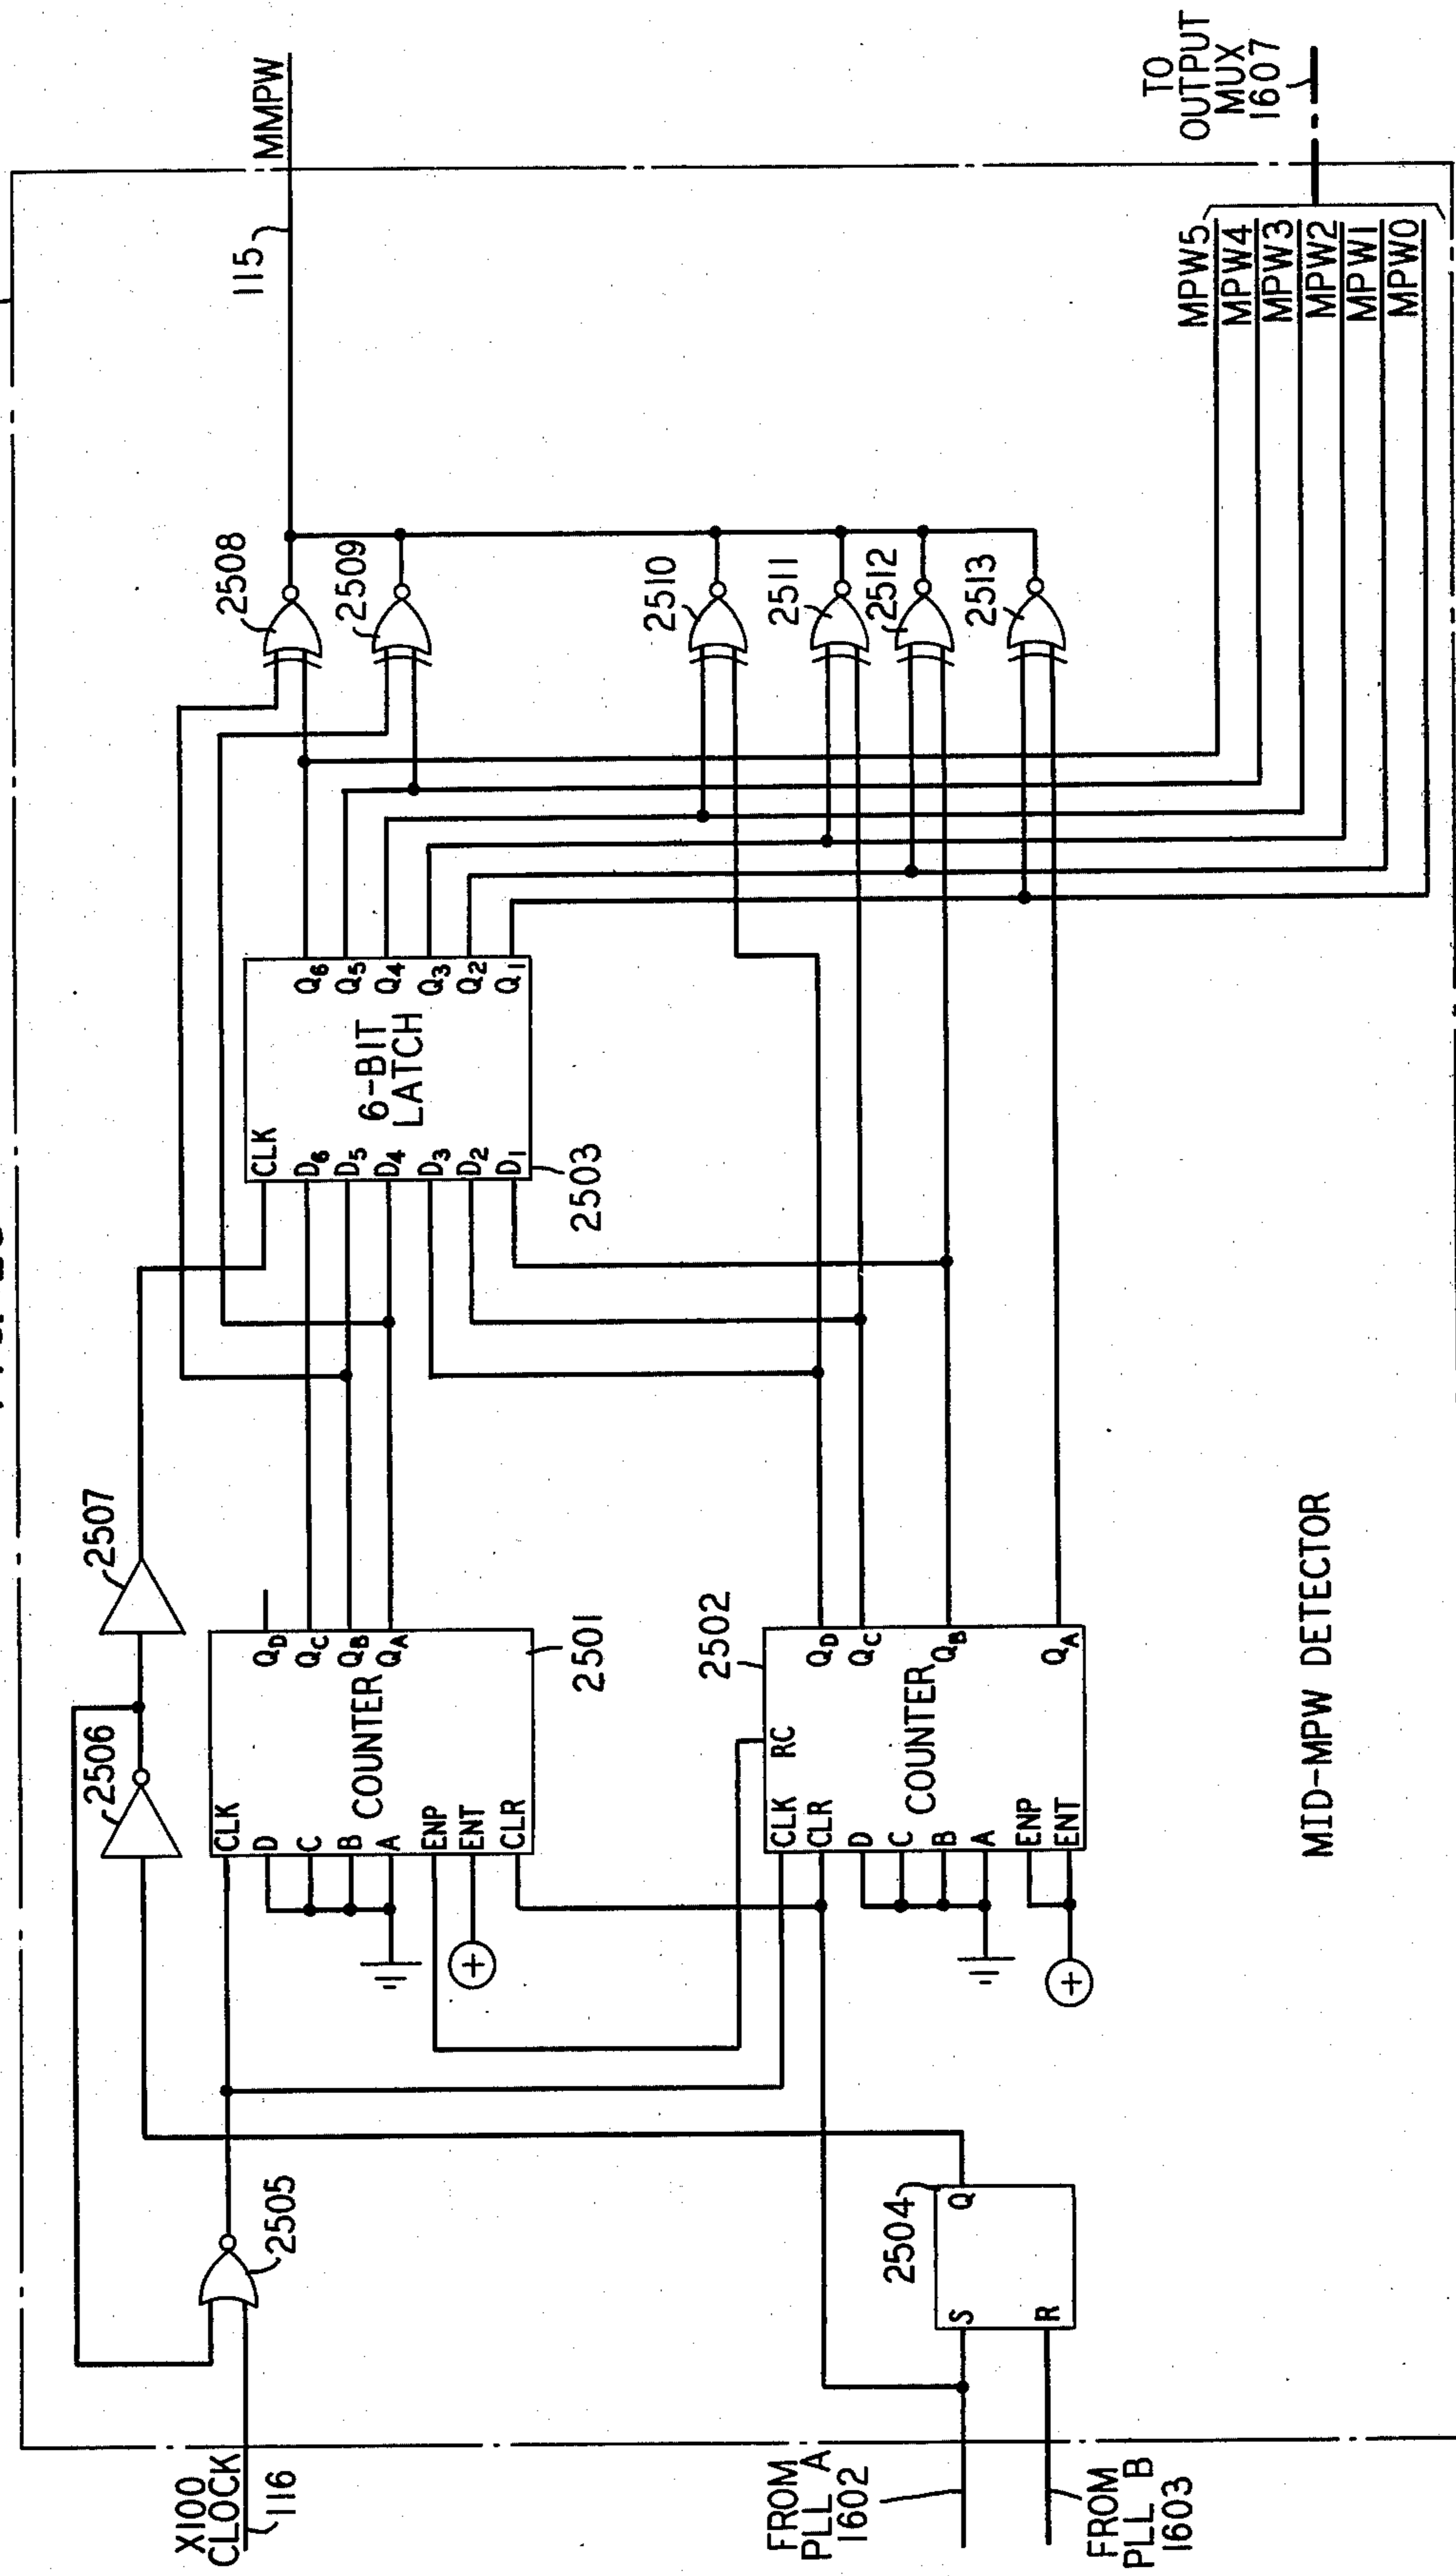 X100
CLOCK
116
FROM
PLL A
1602
FROM
PLL B
1603
2505
2504
S
R
Q
2506
2507
CLK
D
C
B
A
ENP
ENT
CLR
COUNTER
QD
QC
QB
QA
2501
2502
CLK
CLR
D
C
B
A
ENP
ENT
RC
COUNTER
QD
QC
QB
QA
CLK
D6
D5
D4
D3
D2
D1
6-BIT
LATCH
Q6
Q5
Q4
Q3
Q2
Q1
2503
2508
2509
2510
2511
2512
2513
115
MMPW
MPW5
MPW4
MPW3
MPW2
MPW1
MPW0
TO
OUTPUT
MUX
1607
MID-MPW DETECTOR